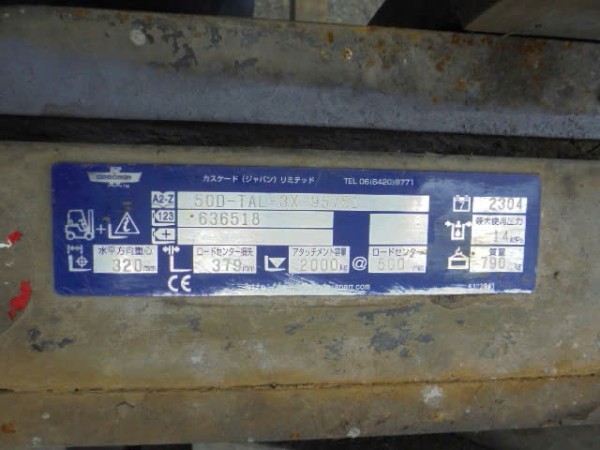 カスケード (ジャパン) リミテッド TEL 06(6420)9771
A2-Z 50D-TAL-3X 2304
123 636518 最大使用圧力
14 MPa
水平方向重心 ロードセンター損失 アタッチメント容量 ロードセンター 質量
320mm 379mm 2000kg @ 500mm 790kg
CE